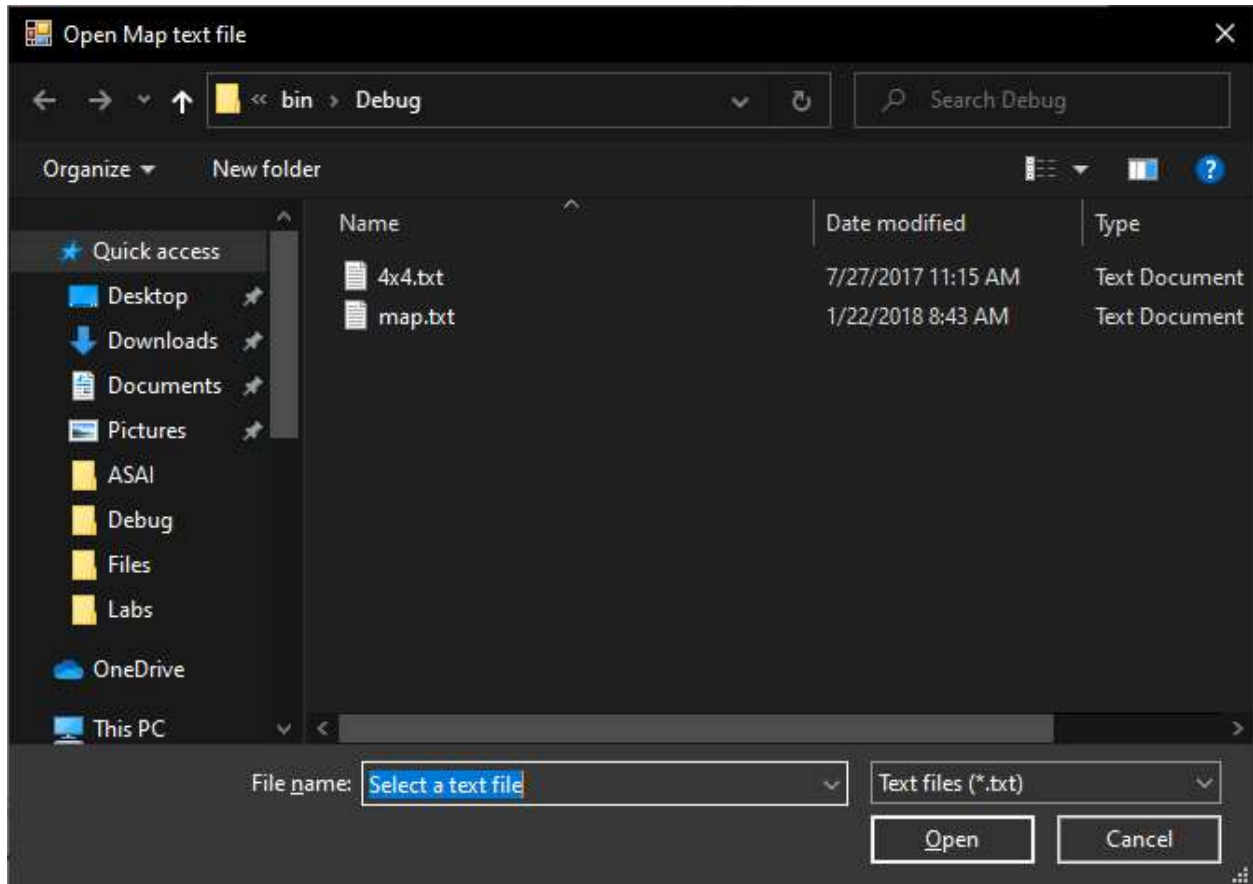 Open Map text file
« bin › Debug
Search Debug
Organize
New folder
Name
Date modified
Type
Quick access
Desktop
Downloads
Documents
Pictures
ASAI
Debug
Files
Labs
OneDrive
This PC
4x4.txt 7/27/2017 11:15 AM Text Document
map.txt 1/22/2018 8:43 AM Text Document
File name: Select a text file
Text files (*.txt)
Open
Cancel